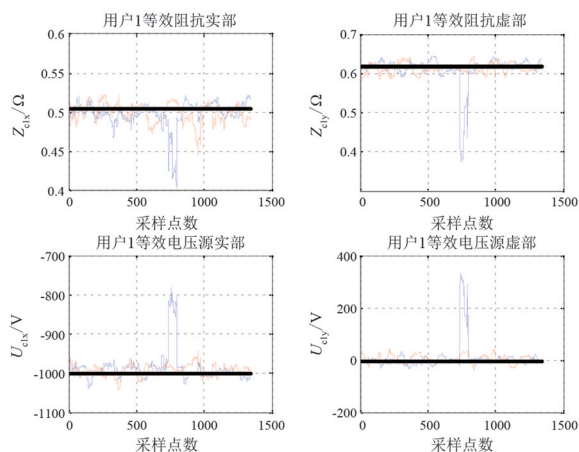 用户1等效阻抗实部
0.6
0.55
0.5
0.45
0.4
Zc1x/Ω
0 500 1000 1500
采样点数
用户1等效阻抗虚部
0.7
0.6
0.5
0.4
Zc1y/Ω
0 500 1000 1500
采样点数
用户1等效电压源实部
-700
-800
-900
-1000
-1100
Uc1x/V
0 500 1000 1500
采样点数
用户1等效电压源虚部
400
200
0
-200
Uc1y/V
0 500 1000 1500
采样点数